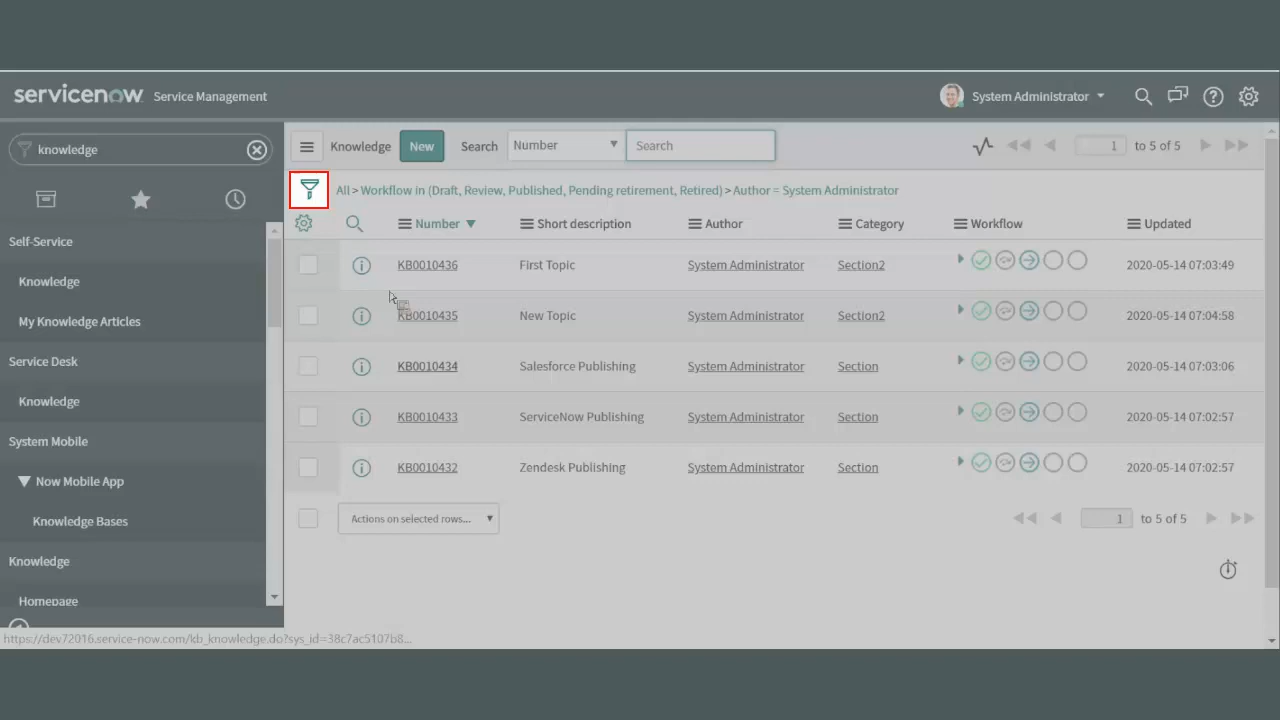 servicenow Service Management System Administrator
knowledge
Knowledge New Search Number Search 1 to 5 of 5
All > Workflow in (Draft, Review, Published, Pending retirement, Retired) > Author = System Administrator
Number Short description Author Category Workflow Updated
KB0010436 First Topic System Administrator Section2 2020-05-14 07:03:49
KB0010435 New Topic System Administrator Section2 2020-05-14 07:04:58
KB0010434 Salesforce Publishing System Administrator Section 2020-05-14 07:03:06
KB0010433 ServiceNow Publishing System Administrator Section 2020-05-14 07:02:57
KB0010432 Zendesk Publishing System Administrator Section 2020-05-14 07:02:57
Actions on selected rows... 1 to 5 of 5
Self-Service
Knowledge
My Knowledge Articles
Service Desk
Knowledge
System Mobile
Now Mobile App
Knowledge Bases
Knowledge
Homepage
https://dev72016.service-now.com/kb_knowledge.do?sys_id=38c7ac5107b8...